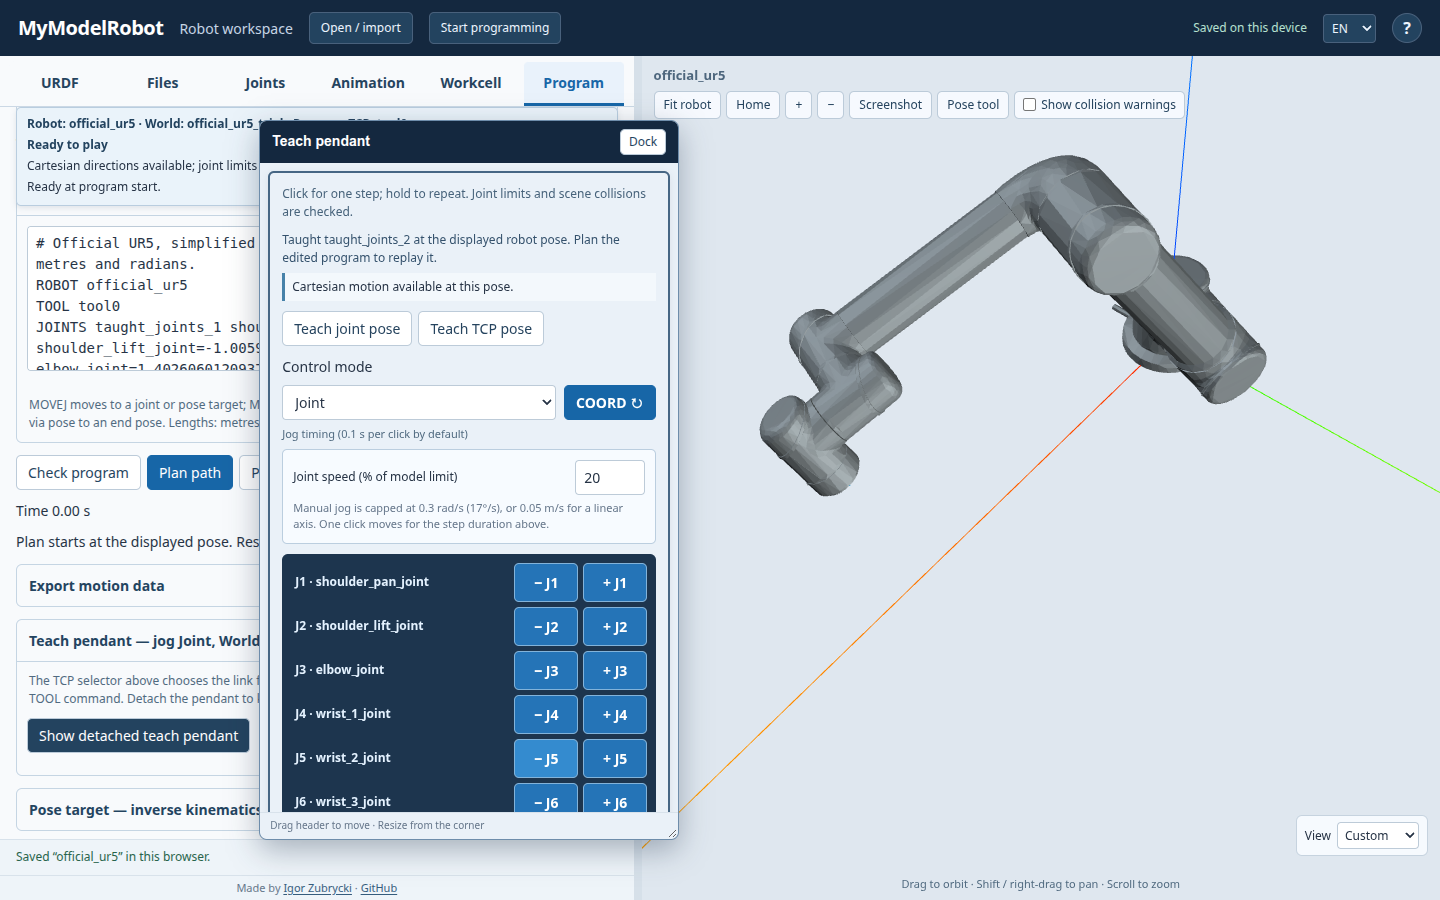 MyModelRobot Robot workspace Open / import Start programming Saved on this device EN ?
URDF Files Joints Animation Workcell Program
Robot: official_ur5 · World: official_ur5_
Ready to play
Cartesian directions available; joint limits
Ready at program start.
# Official UR5, simplified
metres and radians.
ROBOT official_ur5
TOOL tool0
JOINTS taught_joints_1 shou
shoulder_lift_joint=-1.0059
elbow_joint=1.4026060120937
MOVEJ moves to a joint or pose target; M
via pose to an end pose. Lengths: metres
Check program Plan path P
Time 0.00 s
Plan starts at the displayed pose. Res
Export motion data
Teach pendant — jog Joint, World
The TCP selector above chooses the link f
TOOL command. Detach the pendant to
Show detached teach pendant
Pose target — inverse kinematics
Saved “official_ur5” in this browser.
Made by Igor Zubrycki · GitHub
Teach pendant Dock
Click for one step; hold to repeat. Joint limits and scene collisions
are checked.
Taught taught_joints_2 at the displayed robot pose. Plan the
edited program to replay it.
Cartesian motion available at this pose.
Teach joint pose Teach TCP pose
Control mode
Joint COORD ↻
Jog timing (0.1 s per click by default)
Joint speed (% of model limit) 20
Manual jog is capped at 0.3 rad/s (17°/s), or 0.05 m/s for a linear
axis. One click moves for the step duration above.
J1 · shoulder_pan_joint − J1 + J1
J2 · shoulder_lift_joint − J2 + J2
J3 · elbow_joint − J3 + J3
J4 · wrist_1_joint − J4 + J4
J5 · wrist_2_joint − J5 + J5
J6 · wrist_3_joint − J6 + J6
Drag header to move · Resize from the corner
official_ur5
Fit robot Home + − Screenshot Pose tool Show collision warnings
View Custom
Drag to orbit · Shift / right-drag to pan · Scroll to zoom